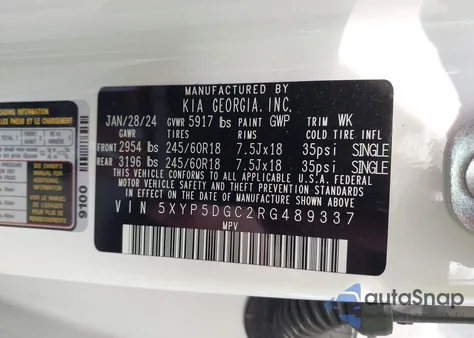 MANUFACTURED BY
KIA GEORGIA, INC.
JAN/28/24 GVWR 5917 lbs PAINT GWP TRIM WK
GAWR TIRES RIMS COLD TIRE INFL
FRONT 2954 lbs 245/60R18 7.5Jx18 35psi SINGLE
REAR 3196 lbs 245/60R18 7.5Jx18 35psi SINGLE
THIS VEHICLE CONFORMS TO ALL APPLICABLE U.S.A. FEDERAL
MOTOR VEHICLE SAFETY AND THEFT PREVENTION STANDARDS
IN EFFECT ON THE DATE OF MANUFACTURE SHOWN ABOVE.
VIN 5XYP5DGC2RG489337
MPV
Loading Information
9100
autoSnap